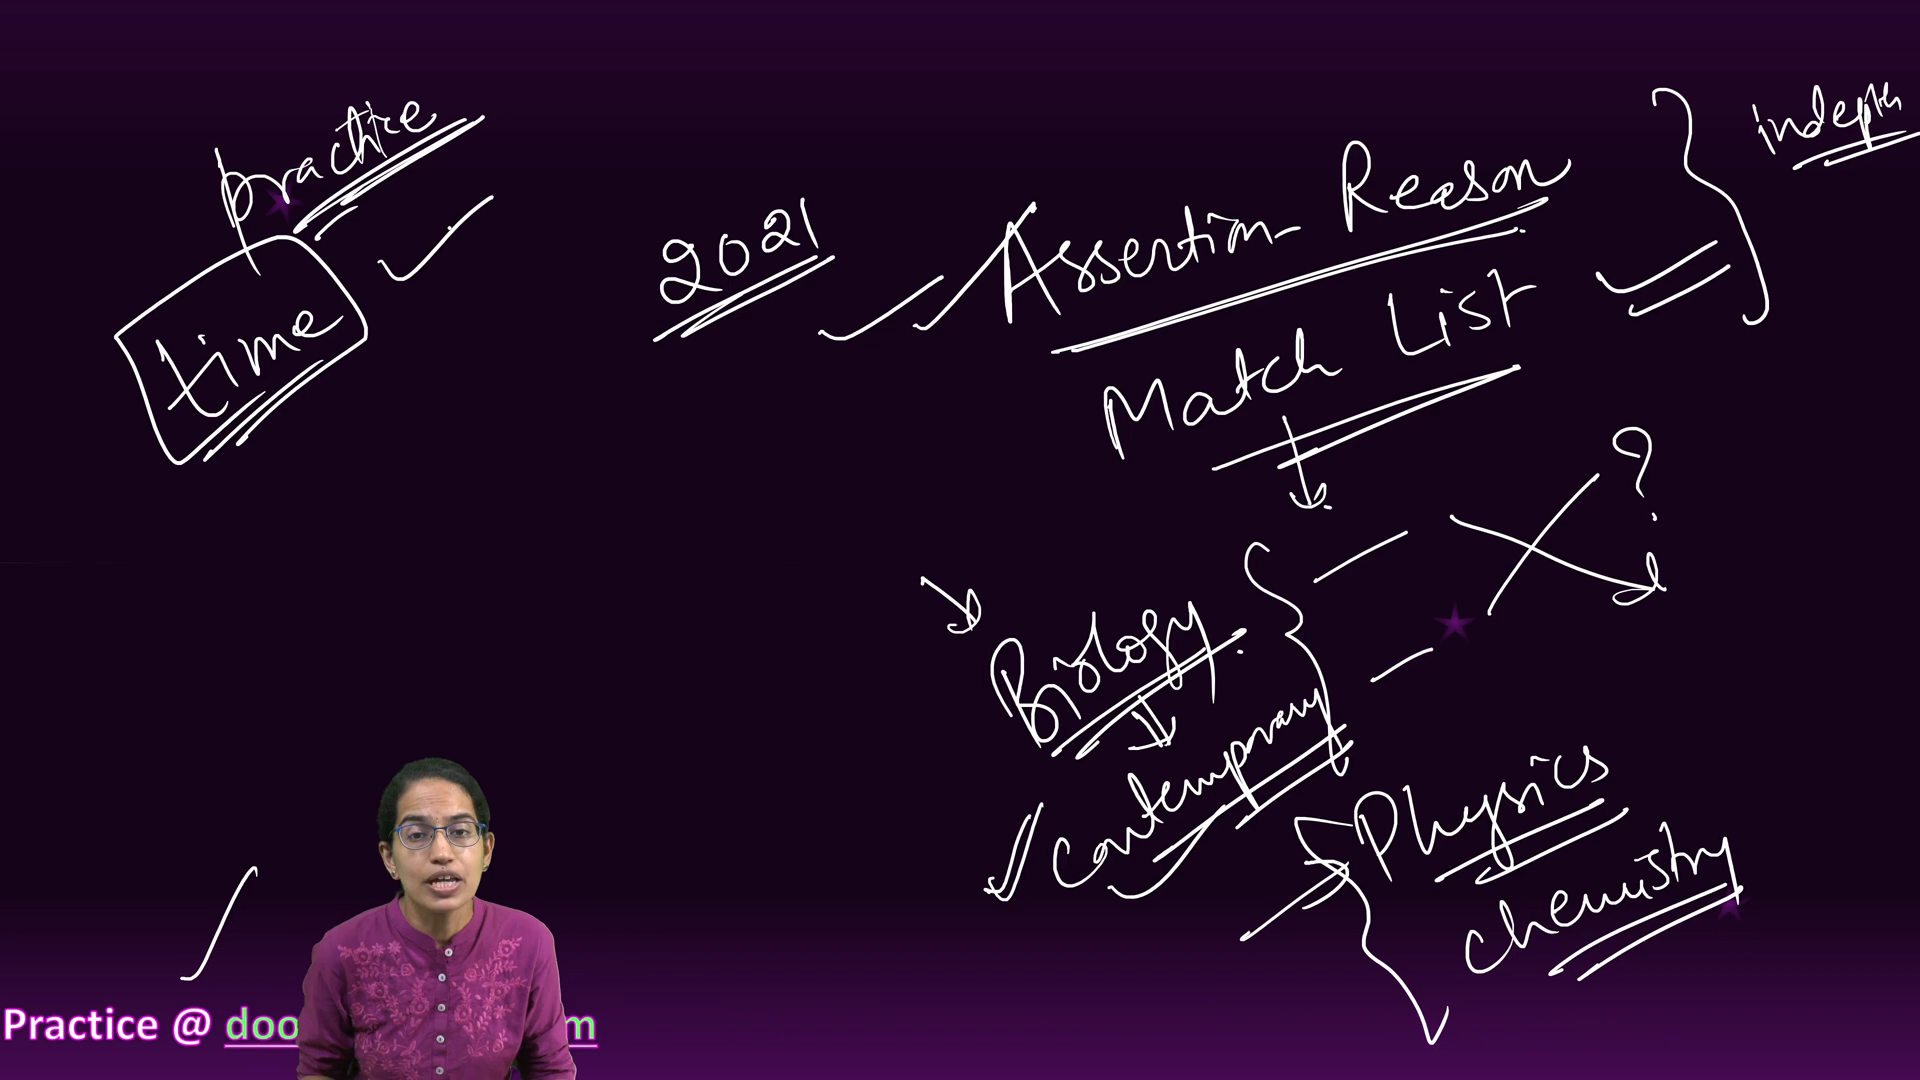 practice
time
2021
Assertion - Reason
indepth
Match List
?
Biology
Contemporary
Physics
chemistry
Practice @ doo m